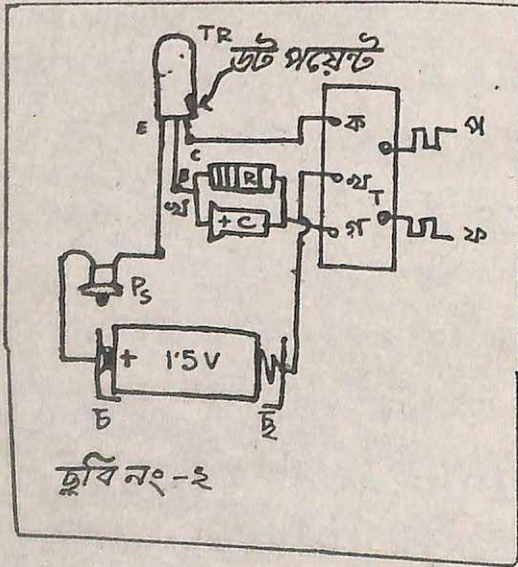 TR
ডট পয়েন্ট
E
C
B
খ
R
+ C
ক
খ
T
গ
প
ফ
Ps
+ 1.5V
চ
ছ
ছবি নং-২